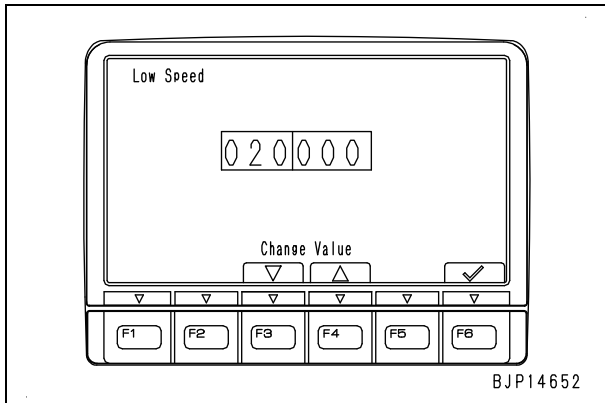 Low Speed
020000
Change Value
F1 F2 F3 F4 F5 F6
BJP14652